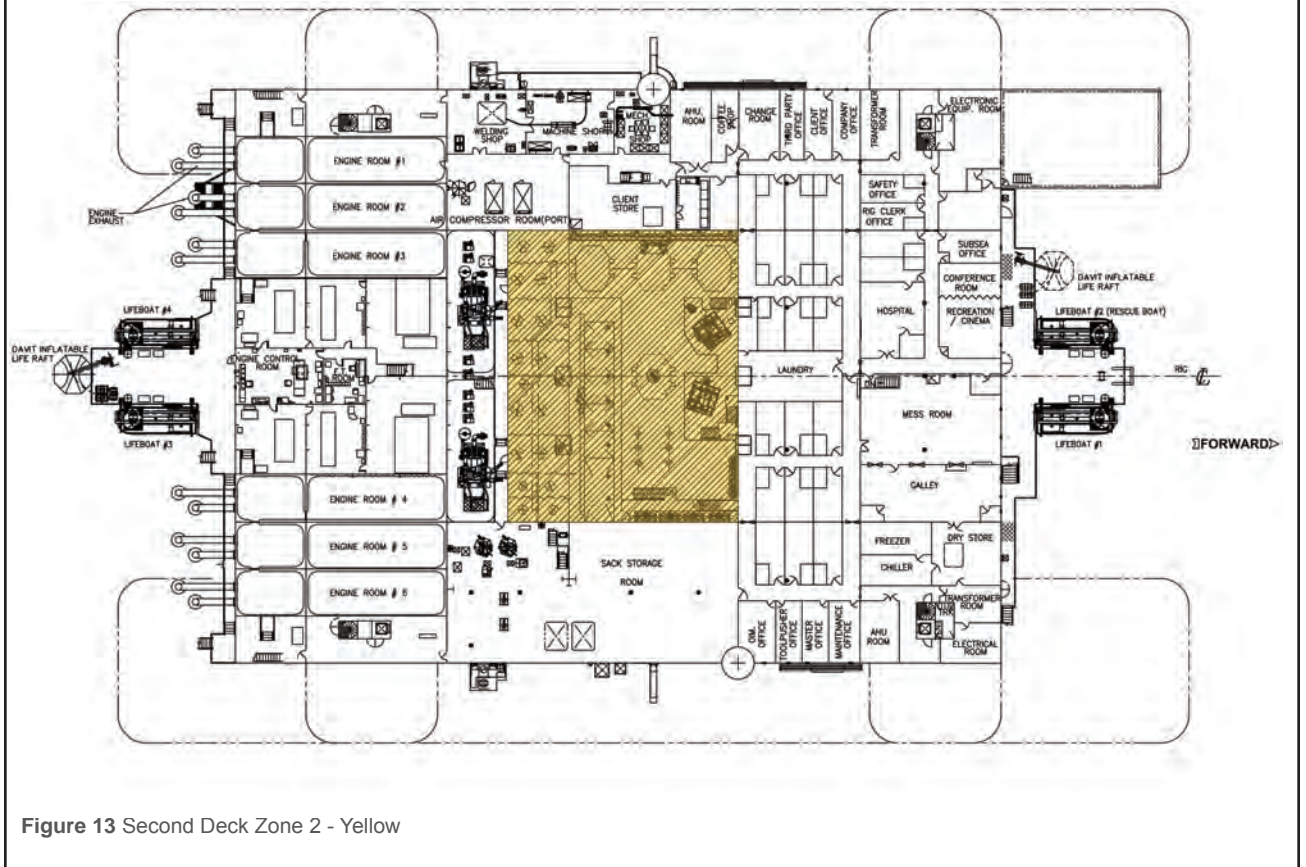 WELDING
SHOP
MACHINE SHOP
MECH
SHOP
AHU.
ROOM
COFFEE
SHOP
CHANGE
ROOM
THIRD PARTY
OFFICE
CLIENT
OFFICE
COMPANY
OFFICE
TRANSFORMER
ROOM
ELECTRONIC
EQUIP. ROOM
ENGINE ROOM #1
ENGINE ROOM #2
ENGINE ROOM #3
ENGINE
EXHAUST
AIR COMPRESSOR ROOM(PORT)
CLIENT
STORE
SAFETY
OFFICE
RIG CLERK
OFFICE
SUBSEA
OFFICE
CONFERENCE
ROOM
RECREATION
/ CINEMA
HOSPITAL
DAVIT INFLATABLE
LIFE RAFT
LIFEBOAT #2 (RESCUE BOAT)
LIFEBOAT #4
DAVIT INFLATABLE
LIFE RAFT
ENGINE CONTROL
ROOM
ROOM
LAUNDRY
RIG
MESS ROOM
LIFEBOAT #3
LIFEBOAT #1
FORWARD
GALLEY
ENGINE ROOM # 4
ENGINE ROOM # 5
ENGINE ROOM # 6
SACK STORAGE
ROOM
FREEZER
DRY STORE
CHILLER
TRANSFORMER
ROOM
OIM.
OFFICE
TOOLPUSHER
OFFICE
MASTER
OFFICE
MAINTENANCE
OFFICE
AHU
ROOM
ELECTRICAL
ROOM
Figure 13 Second Deck Zone 2 - Yellow